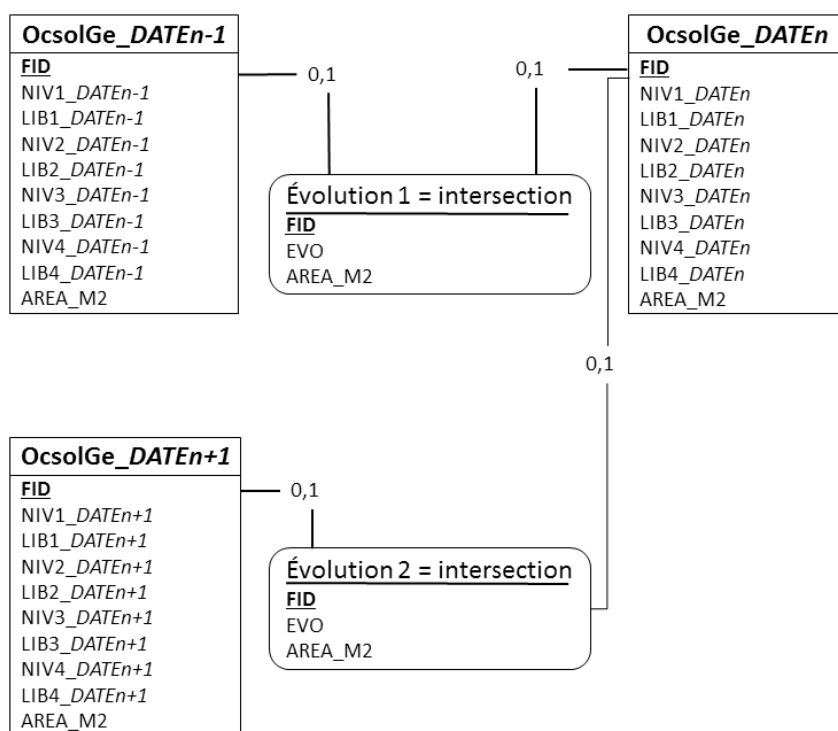 OcsolGe_DATEn-1
FID
NIV1_DATEn-1
LIB1_DATEn-1
NIV2_DATEn-1
LIB2_DATEn-1
NIV3_DATEn-1
LIB3_DATEn-1
NIV4_DATEn-1
LIB4_DATEn-1
AREA_M2
0,1
0,1
OcsolGe_DATEn
FID
NIV1_DATEn
LIB1_DATEn
NIV2_DATEn
LIB2_DATEn
NIV3_DATEn
LIB3_DATEn
NIV4_DATEn
LIB4_DATEn
AREA_M2
Évolution 1 = intersection
FID
EVO
AREA_M2
0,1
OcsolGe_DATEn+1
FID
NIV1_DATEn+1
LIB1_DATEn+1
NIV2_DATEn+1
LIB2_DATEn+1
NIV3_DATEn+1
LIB3_DATEn+1
NIV4_DATEn+1
LIB4_DATEn+1
AREA_M2
0,1
Évolution 2 = intersection
FID
EVO
AREA_M2